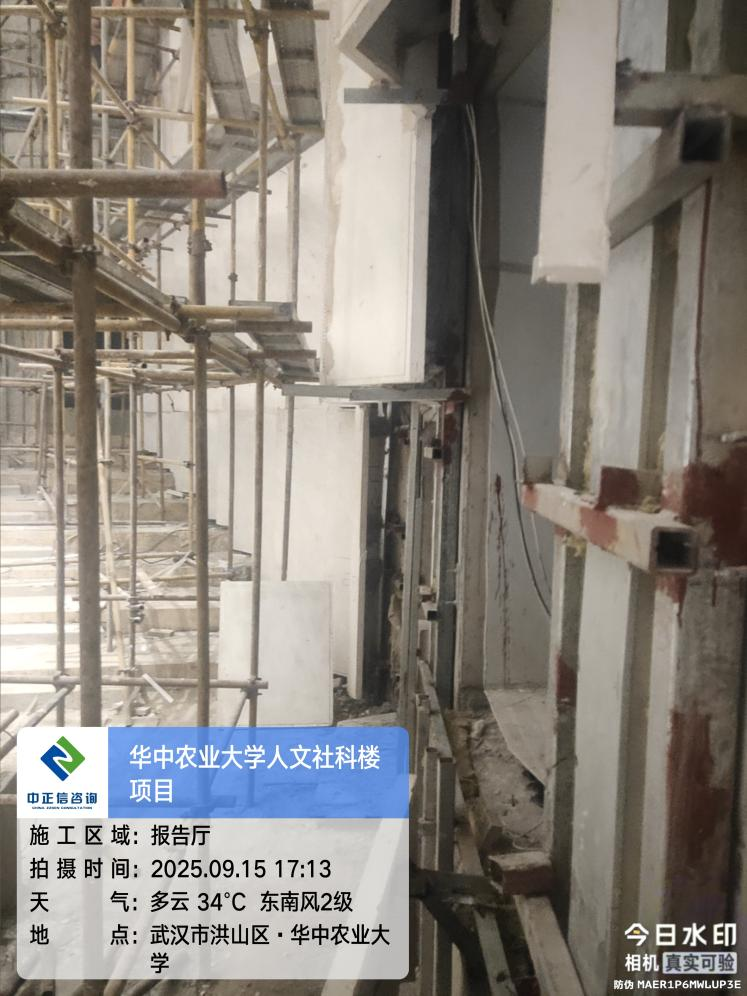 华中农业大学人文社科楼
项目
中正信咨询
CHINA ZZXIN CONSULTATION
施工区域：报告厅
拍摄时间：2025.09.15 17:13
天气：多云 34℃ 东南风2级
地点：武汉市洪山区·华中农业大
学
今日水印
相机 真实可验
防伪 MAER1P6MWLUP3E